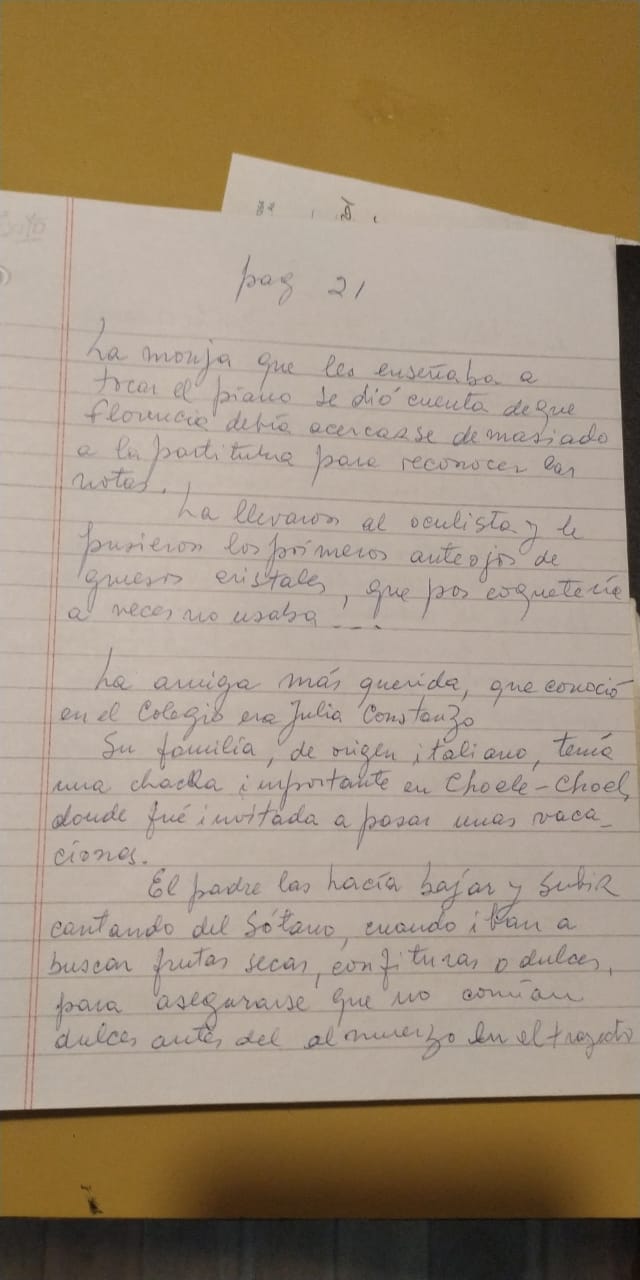 pag 21
La monja que les enseñaba a
tocar el piano se dió cuenta de que
Florencia debía acercarse demasiado
a la partitura para reconocer las
notas.
La llevaron al oculista y le
pusieron los primeros anteojos de
gruesos cristales, que por coquetería
a veces no usaba ....
La amiga más querida, que conoció
en el Colegio era Julia Constanzo
Su familia, de origen italiano, tenía
una chacra importante en Choele-Choel,
donde fué invitada a pasar unas vaca_
ciones.
El padre las hacía bajar y subir
cantando del sótano, cuando iban a
buscar frutas secas, confituras o dulces,
para asegurarse que no comían
dulces antes del almuerzo en el trayecto